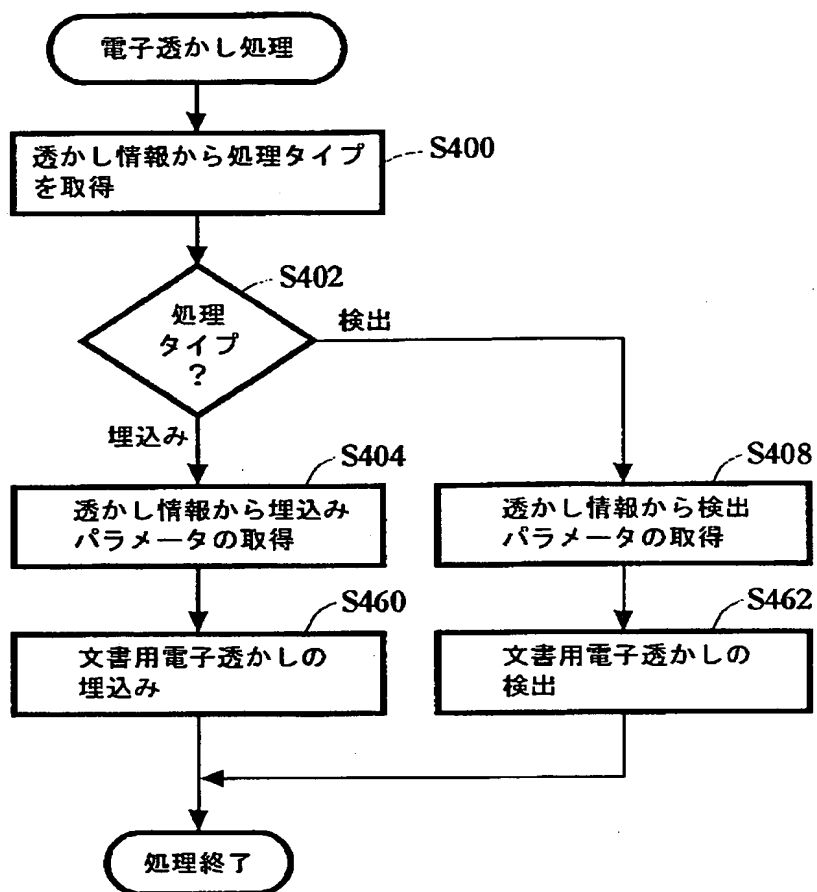 電子透かし処理
透かし情報から処理タイプ
を取得
S400
S402
処理
タイプ
?
検出
埋込み
S404
透かし情報から埋込み
パラメータの取得
S408
透かし情報から検出
パラメータの取得
S460
文書用電子透かしの
埋込み
S462
文書用電子透かしの
検出
処理終了